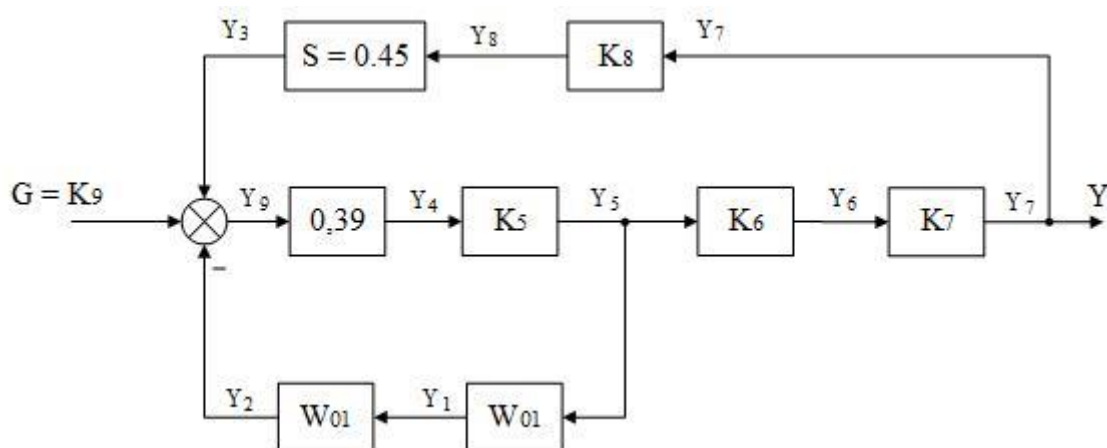 Y3 S = 0.45 Y8 K8 Y7
G = K9 Y9 0,39 Y4 K5 Y5 K6 Y6 K7 Y7 Y
–
Y2 W01 Y1 W01